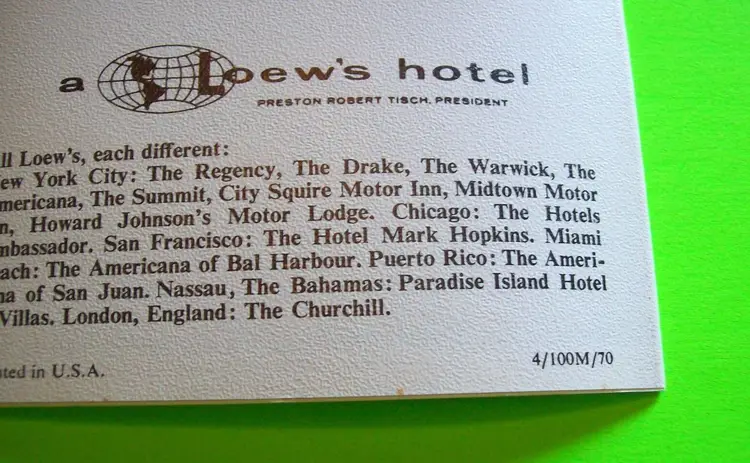 a Loew's hotel
PRESTON ROBERT TISCH, PRESIDENT
ll Loew's, each different:
ew York City: The Regency, The Drake, The Warwick, The
mericana, The Summit, City Squire Motor Inn, Midtown Motor
n, Howard Johnson's Motor Lodge. Chicago: The Hotels
mbassador. San Francisco: The Hotel Mark Hopkins. Miami
ach: The Americana of Bal Harbour. Puerto Rico: The Ameri-
na of San Juan. Nassau, The Bahamas: Paradise Island Hotel
Villas. London, England: The Churchill.
ted in U.S.A.
4/100M/70